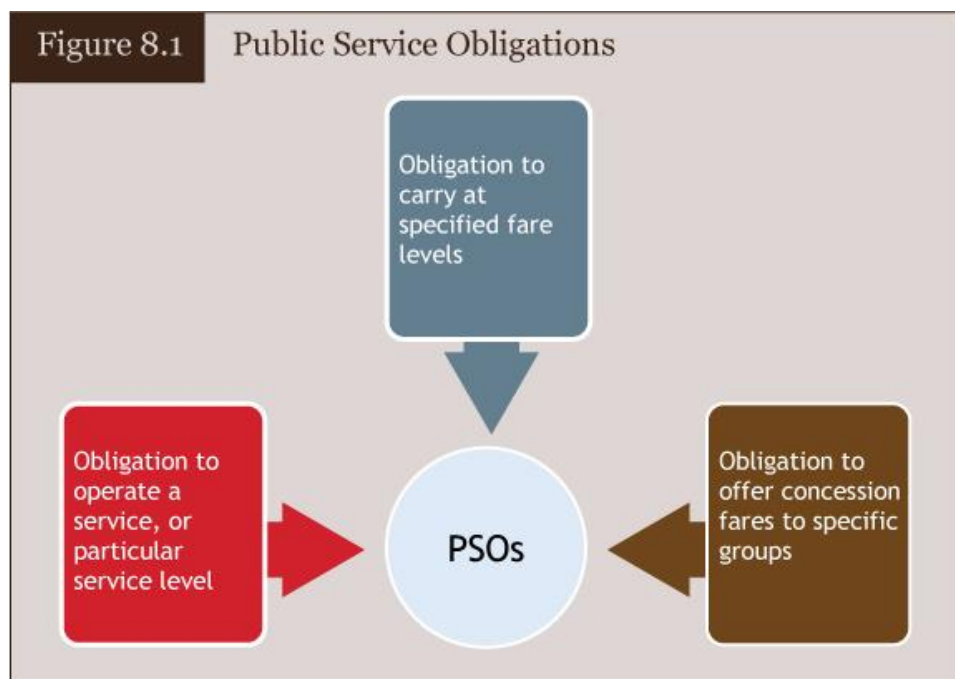 Figure 8.1
Public Service Obligations
Obligation to
carry at
specified fare
levels
Obligation to
operate a
service, or
particular
service level
PSOs
Obligation to
offer concession
fares to specific
groups